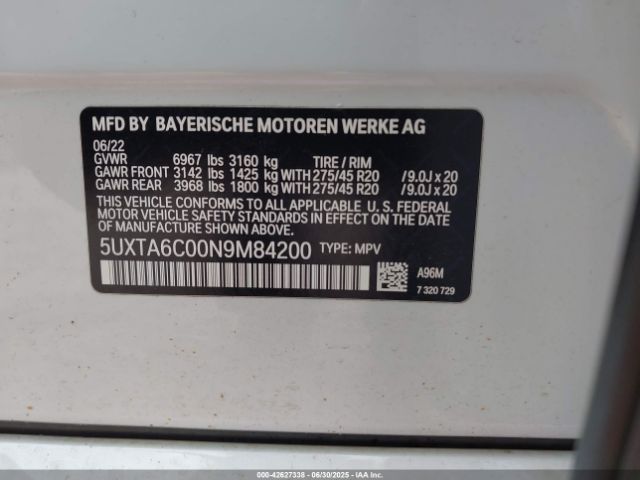 MFD BY BAYERISCHE MOTOREN WERKE AG
06/22
GVWR 6967 lbs 3160 kg TIRE / RIM
GAWR FRONT 3142 lbs 1425 kg WITH 275/45 R20 /9.0J x 20
GAWR REAR 3968 lbs 1800 kg WITH 275/45 R20 /9.0J x 20
THIS VEHICLE CONFORMS TO ALL APPLICABLE U. S. FEDERAL
MOTOR VEHICLE SAFETY STANDARDS IN EFFECT ON THE DATE OF
MANUFACTURE SHOWN ABOVE.
5UXTA6C00N9M84200 TYPE: MPV
A96M
7 320 729
000-42627338 - 06/30/2025 - IAA Inc.